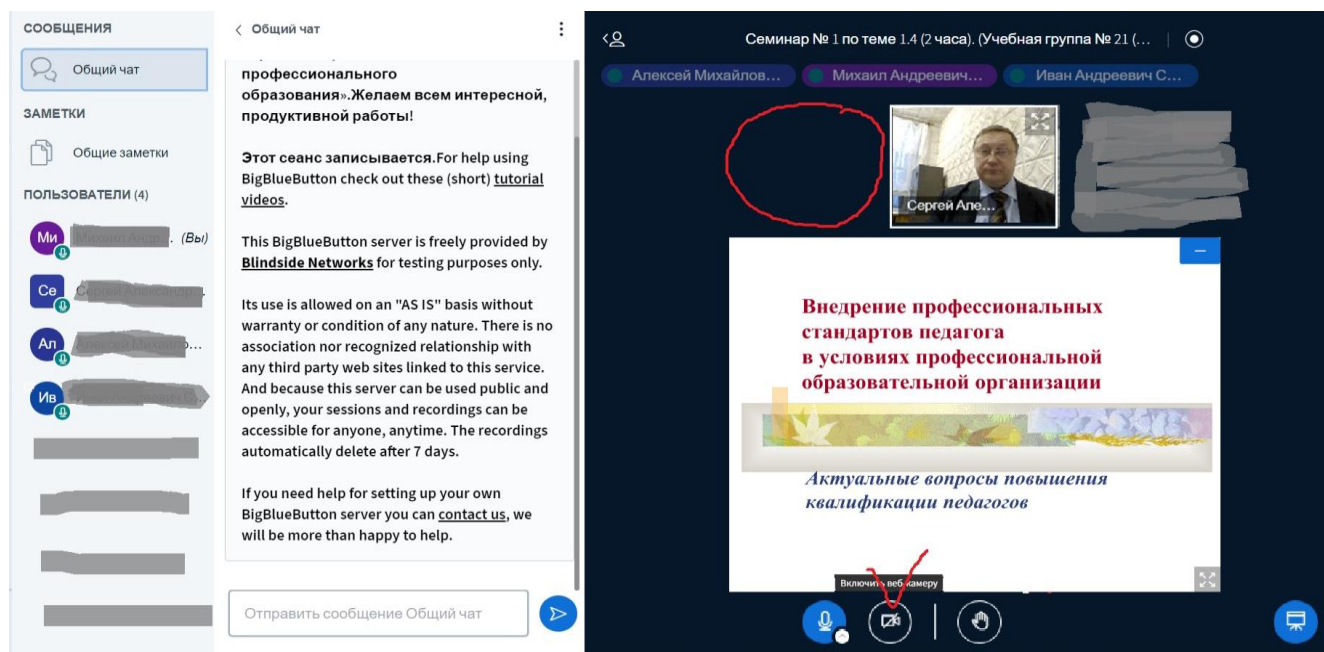 СООБЩЕНИЯ
Общий чат
ЗАМЕТКИ
Общие заметки
ПОЛЬЗОВАТЕЛИ (4)
Ми
(Вы)
Се
Ал
Ив
Общий чат
профессионального
образования».Желаем всем интересной,
продуктивной работы!
Этот сеанс записывается.For help using
BigBlueButton check out these (short) tutorial
videos.
This BigBlueButton server is freely provided by
Blindside Networks for testing purposes only.
Its use is allowed on an "AS IS" basis without
warranty or condition of any nature. There is no
association nor recognized relationship with
any third party web sites linked to this service.
And because this server can be used public and
openly, your sessions and recordings can be
accessible for anyone, anytime. The recordings
automatically delete after 7 days.
If you need help for setting up your own
BigBlueButton server you can contact us, we
will be more than happy to help.
Отправить сообщение Общий чат
Семинар № 1 по теме 1.4 (2 часа). (Учебная группа № 21 (...
Алексей Михайлов...
Михаил Андреевич...
Иван Андреевич С...
Сергей Але...
Внедрение профессиональных
стандартов педагога
в условиях профессиональной
образовательной организации
Актуальные вопросы повышения
квалификации педагогов
Включить веб-камеру